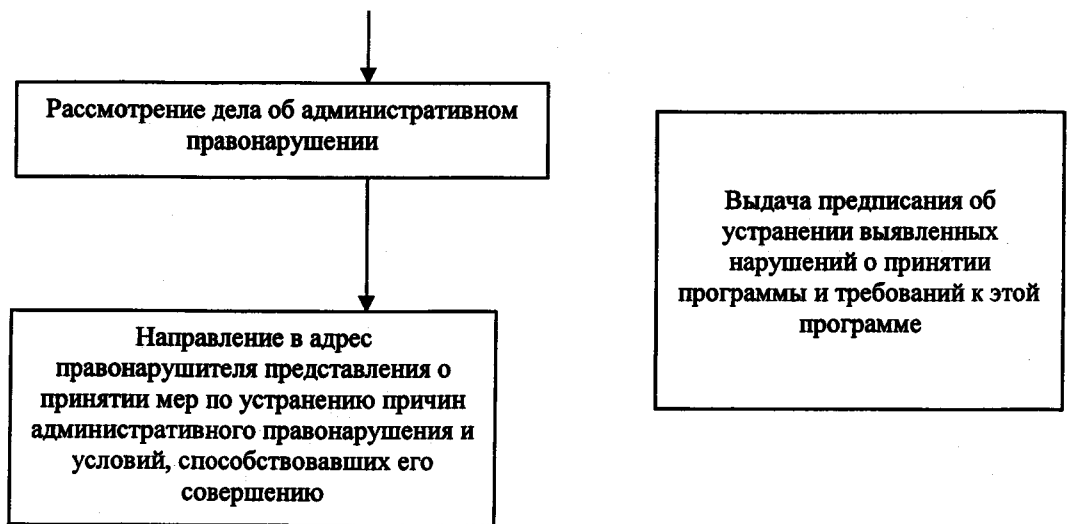 Рассмотрение дела об административном
правонарушении
Выдача предписания об
устранении выявленных
нарушений о принятии
программы и требований к этой
программе
Направление в адрес
правонарушителя представления о
принятии мер по устранению причин
административного правонарушения и
условий, способствовавших его
совершению